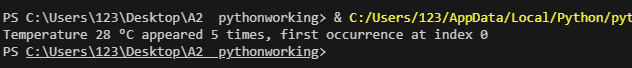 PS C:\Users\123\Desktop\A2  pythonworking> & C:/Users/123/AppData/Local/Python/pyt
Temperature 28 °C appeared 5 times, first occurrence at index 0
PS C:\Users\123\Desktop\A2  pythonworking>